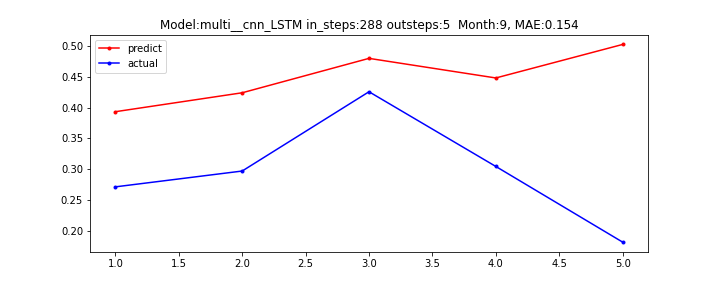 Model:multi__cnn_LSTM in_steps:288 outsteps:5  Month:9, MAE:0.154
predict
actual
0.50
0.45
0.40
0.35
0.30
0.25
0.20
1.0 1.5 2.0 2.5 3.0 3.5 4.0 4.5 5.0